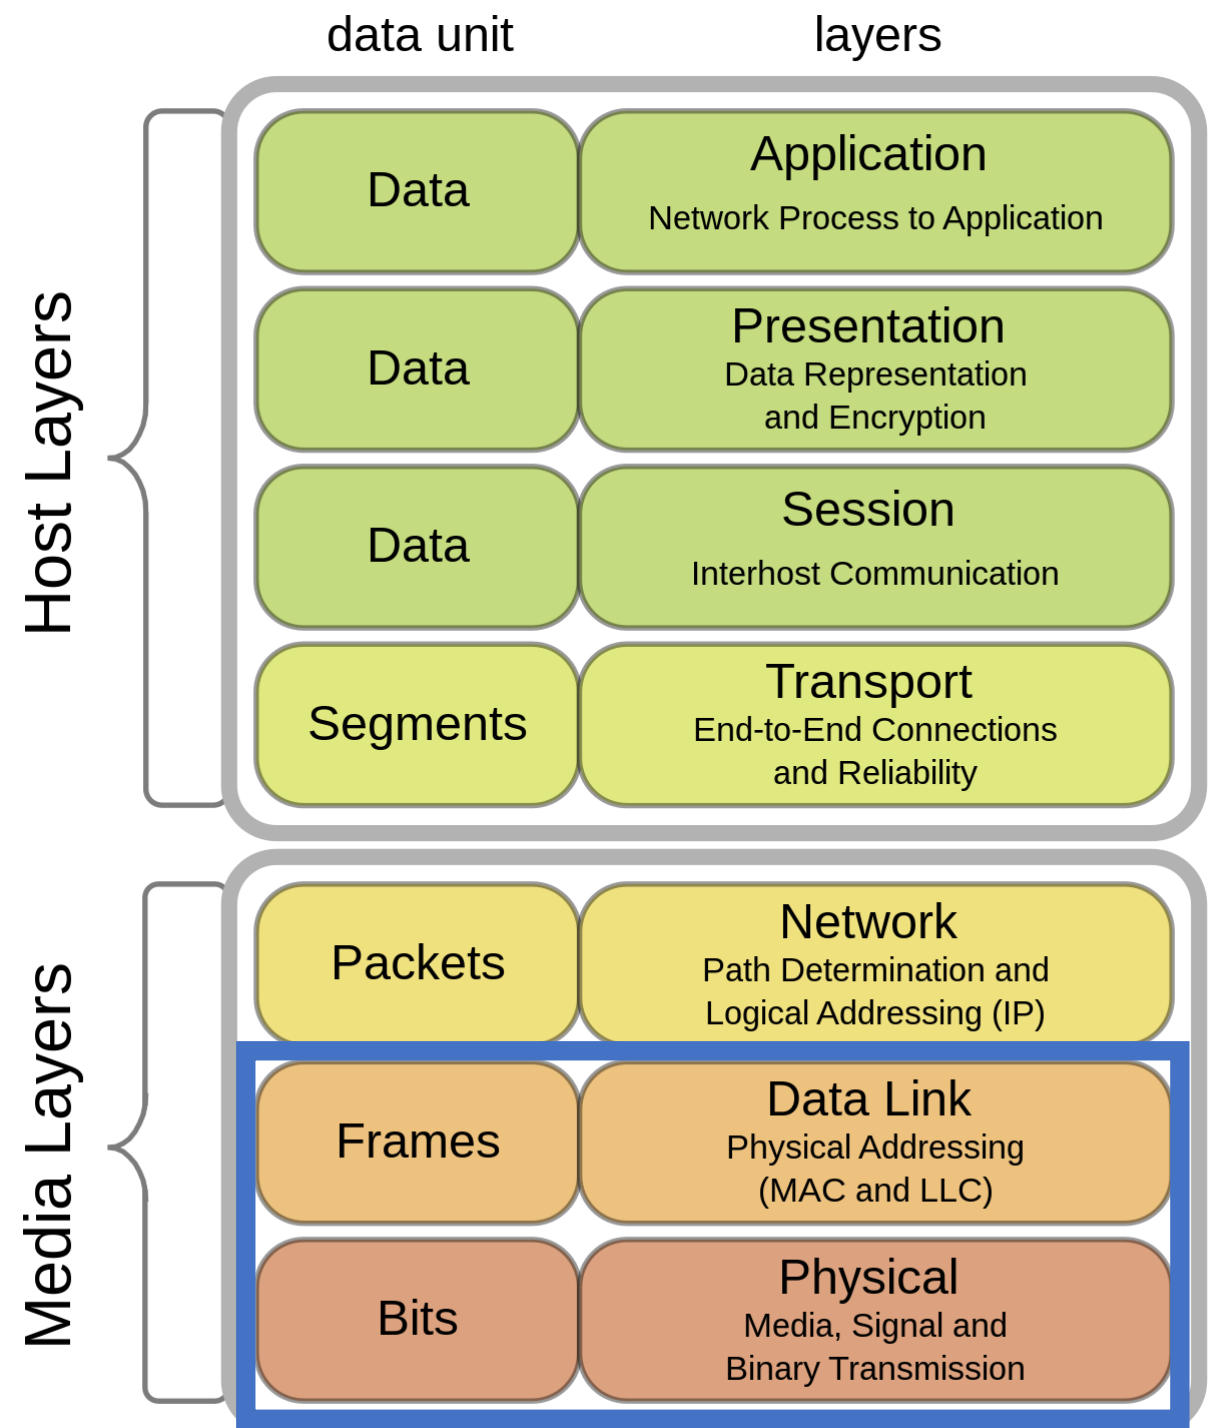 data unit
layers
Host Layers
Data
Application
Network Process to Application
Data
Presentation
Data Representation
and Encryption
Data
Session
Interhost Communication
Segments
Transport
End-to-End Connections
and Reliability
Media Layers
Packets
Network
Path Determination and
Logical Addressing (IP)
Frames
Data Link
Physical Addressing
(MAC and LLC)
Bits
Physical
Media, Signal and
Binary Transmission